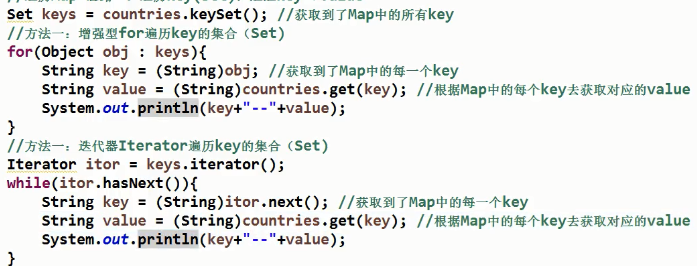 Set keys = countries.keySet(); //获取到了Map中的所有key
//方法一：增强型for遍历key的集合（Set)
for(Object obj : keys){
String key = (String)obj; //获取到了Map中的每一个key
String value = (String)countries.get(key); //根据Map中的每个key去获取对应的value
System.out.println(key+"--"+value);
}
//方法一：迭代器Iterator遍历key的集合（Set)
Iterator itor = keys.iterator();
while(itor.hasNext()){
String key = (String)itor.next(); //获取到了Map中的每一个key
String value = (String)countries.get(key); //根据Map中的每个key去获取对应的value
System.out.println(key+"--"+value);
}